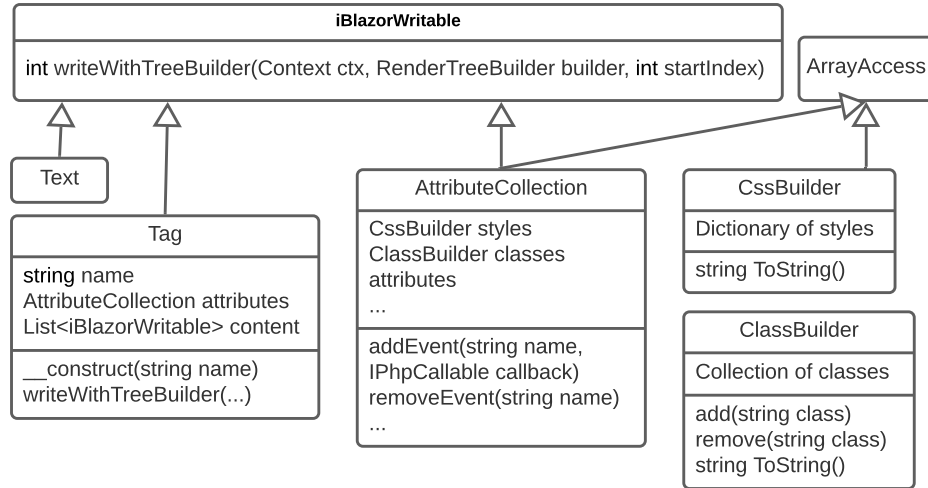 iBlazorWritable
int writeWithTreeBuilder(Context ctx, RenderTreeBuilder builder, int startIndex)
ArrayAccess
Text
Tag
string name
AttributeCollection attributes
List<iBlazorWritable> content
__construct(string name)
writeWithTreeBuilder(...)
AttributeCollection
CssBuilder styles
ClassBuilder classes
attributes
...
addEvent(string name,
IPhpCallable callback)
removeEvent(string name)
...
CssBuilder
Dictionary of styles
string ToString()
ClassBuilder
Collection of classes
add(string class)
remove(string class)
string ToString()